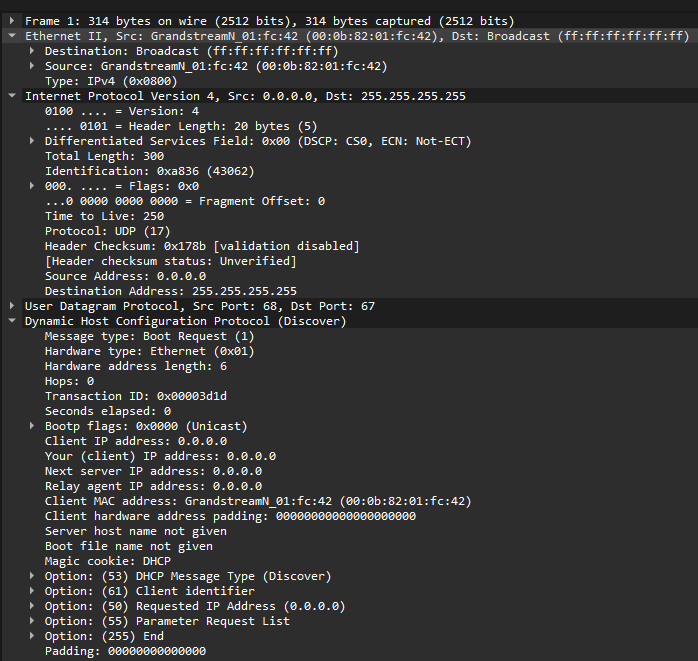 Frame 1: 314 bytes on wire (2512 bits), 314 bytes captured (2512 bits)
Ethernet II, Src: GrandstreamN_01:fc:42 (00:0b:82:01:fc:42), Dst: Broadcast (ff:ff:ff:ff:ff:ff)
Destination: Broadcast (ff:ff:ff:ff:ff:ff)
Source: GrandstreamN_01:fc:42 (00:0b:82:01:fc:42)
Type: IPv4 (0x0800)
Internet Protocol Version 4, Src: 0.0.0.0, Dst: 255.255.255.255
0100 .... = Version: 4
.... 0101 = Header Length: 20 bytes (5)
Differentiated Services Field: 0x00 (DSCP: CS0, ECN: Not-ECT)
Total Length: 300
Identification: 0xa836 (43062)
000. .... = Flags: 0x0
...0 0000 0000 0000 = Fragment Offset: 0
Time to Live: 250
Protocol: UDP (17)
Header Checksum: 0x178b [validation disabled]
[Header checksum status: Unverified]
Source Address: 0.0.0.0
Destination Address: 255.255.255.255
User Datagram Protocol, Src Port: 68, Dst Port: 67
Dynamic Host Configuration Protocol (Discover)
Message type: Boot Request (1)
Hardware type: Ethernet (0x01)
Hardware address length: 6
Hops: 0
Transaction ID: 0x00003d1d
Seconds elapsed: 0
Bootp flags: 0x0000 (Unicast)
Client IP address: 0.0.0.0
Your (client) IP address: 0.0.0.0
Next server IP address: 0.0.0.0
Relay agent IP address: 0.0.0.0
Client MAC address: GrandstreamN_01:fc:42 (00:0b:82:01:fc:42)
Client hardware address padding: 00000000000000000000
Server host name not given
Boot file name not given
Magic cookie: DHCP
Option: (53) DHCP Message Type (Discover)
Option: (61) Client identifier
Option: (50) Requested IP Address (0.0.0.0)
Option: (55) Parameter Request List
Option: (255) End
Padding: 00000000000000